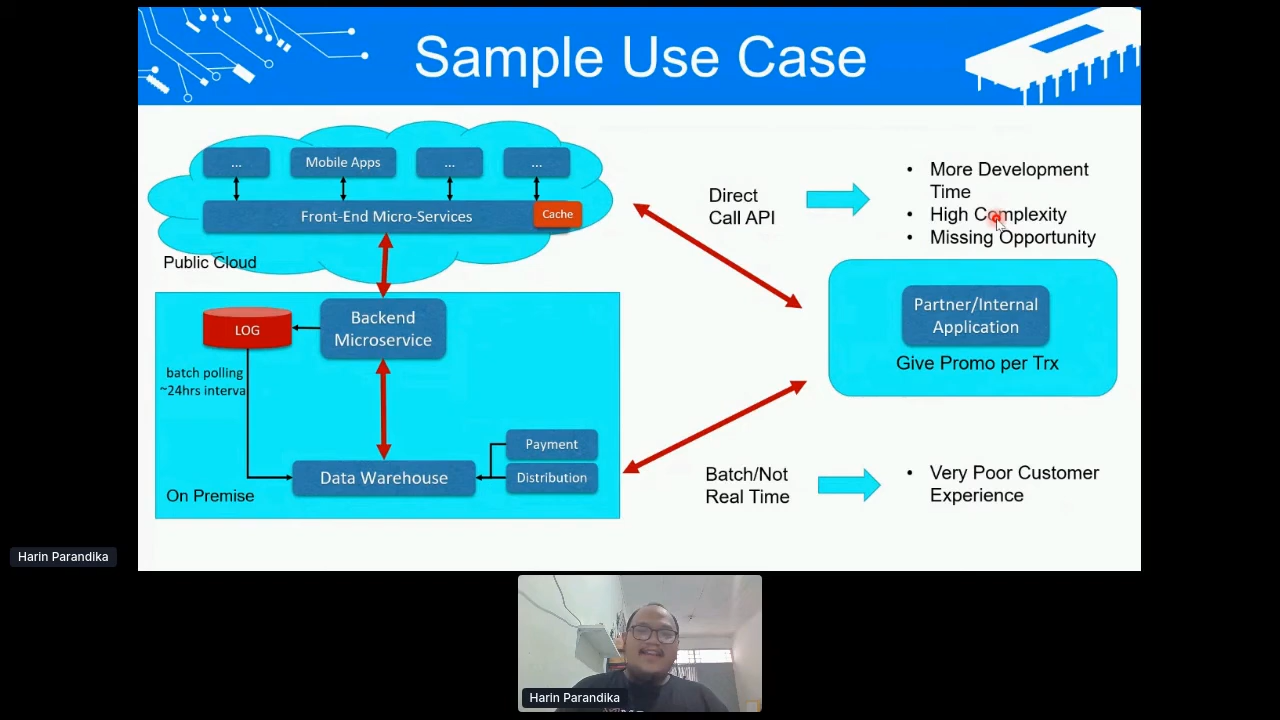 Sample Use Case
...
Mobile Apps
...
...
Front-End Micro-Services
Cache
Public Cloud
LOG
Backend
Microservice
batch polling
~24hrs interva
Payment
Data Warehouse
Distribution
On Premise
Direct
Call API
• More Development
Time
• High Complexity
• Missing Opportunity
Partner/Internal
Application
Give Promo per Trx
Batch/Not
Real Time
• Very Poor Customer
Experience
Harin Parandika
Harin Parandika